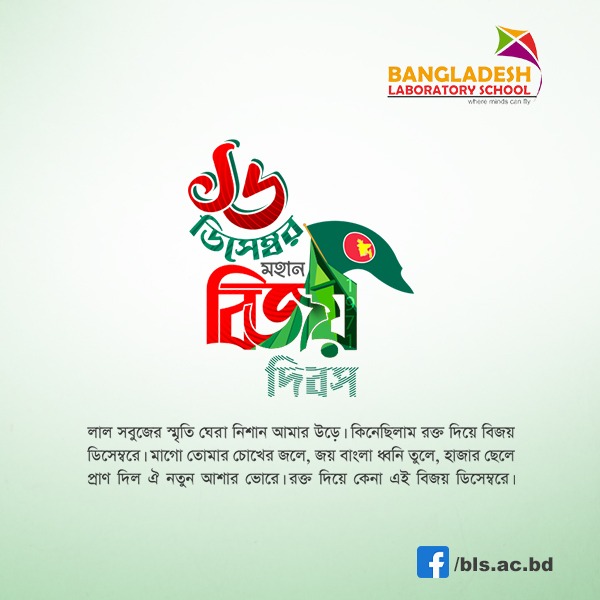 BANGLADESH
LABORATORY SCHOOL
where minds can fly
১৬
ডিসেম্বর
মহান
বিজয়
1971
দিবস
লাল সবুজের স্মৃতি ঘেরা নিশান আমার উড়ে। কিনেছিলাম রক্ত দিয়ে বিজয়
ডিসেম্বরে। মাগো তোমার চোখের জলে, জয় বাংলা ধ্বনি তুলে, হাজার ছেলে
প্রাণ দিল ঐ নতুন আশার ভোরে। রক্ত দিয়ে কেনা এই বিজয় ডিসেম্বরে।
/bls.ac.bd